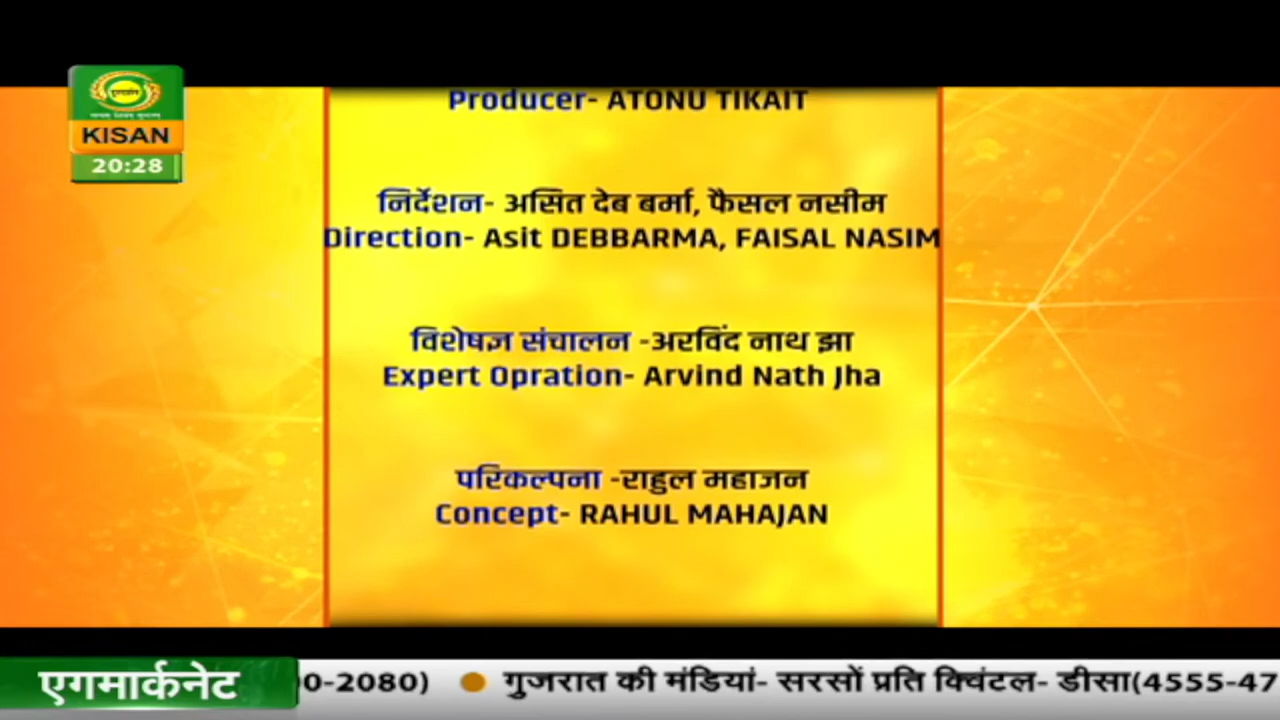 दूरदर्शन
KISAN
20:28
Producer- ATONU TIKAIT
निर्देशन- असित देब बर्मा, फैसल नसीम
Direction- Asit DEBBARMA, FAISAL NASIM
विशेषज्ञ संचालन -अरविंद नाथ झा
Expert Opration- Arvind Nath Jha
परिकल्पना -राहुल महाजन
Concept- RAHUL MAHAJAN
एगमार्कनेट
0-2080) ● गुजरात की मंडियां- सरसों प्रति क्विंटल- डीसा(4555-47